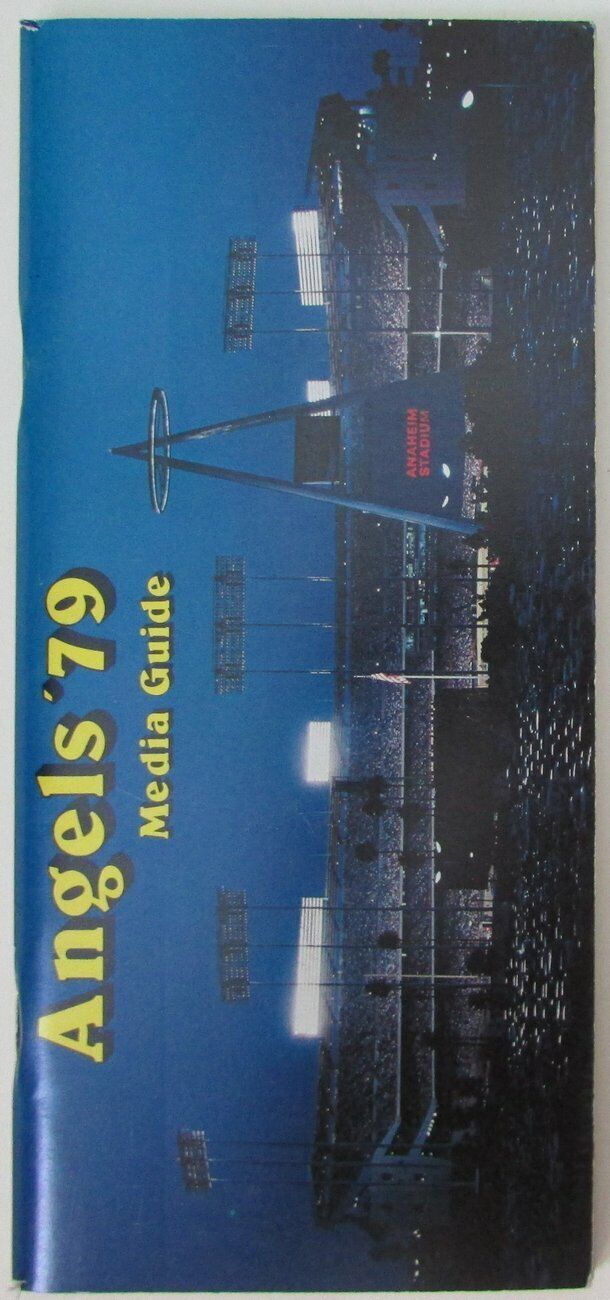 Angels '79
Media Guide
ANAHEIM
STADIUM